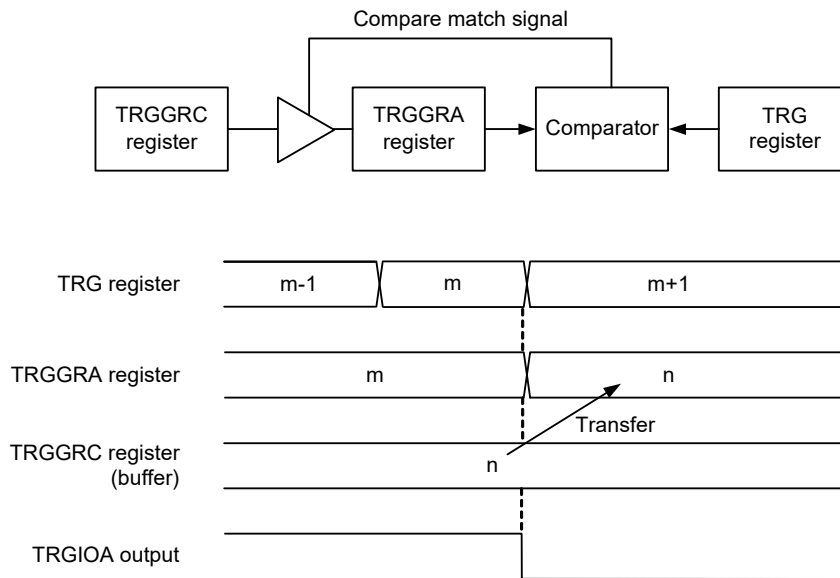 Compare match signal
TRGGRC
register
TRGGRA
register
Comparator
TRG
register
TRG register
m-1
m
m+1
TRGGRA register
m
n
Transfer
TRGGRC register
(buffer)
n
TRGIOA output